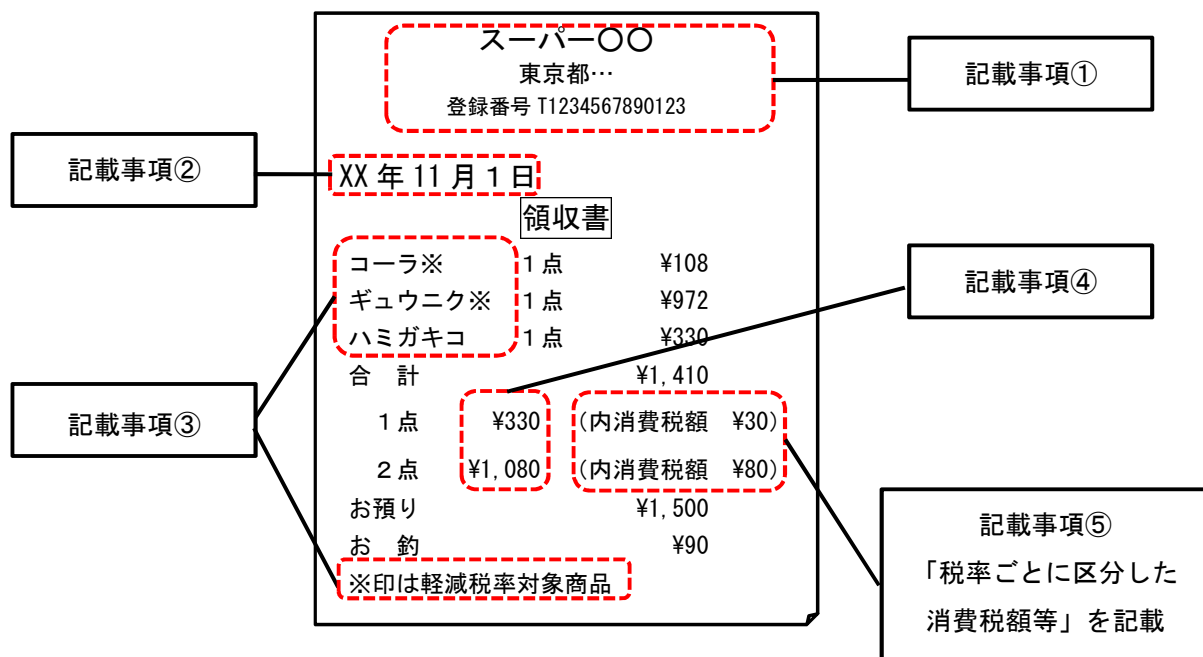 スーパー〇〇
東京都…
登録番号 T1234567890123
記載事項①
記載事項②
XX 年 11 月 1 日
領収書
コーラ※ 1点 ¥108
ギュウニク※ 1点 ¥972
ハミガキコ 1点 ¥330
合 計 ¥1,410
1点 ¥330 (内消費税額 ¥30)
2点 ¥1,080 (内消費税額 ¥80)
お預り ¥1,500
お 釣 ¥90
※印は軽減税率対象商品
記載事項③
記載事項④
記載事項⑤
「税率ごとに区分した
消費税額等」を記載